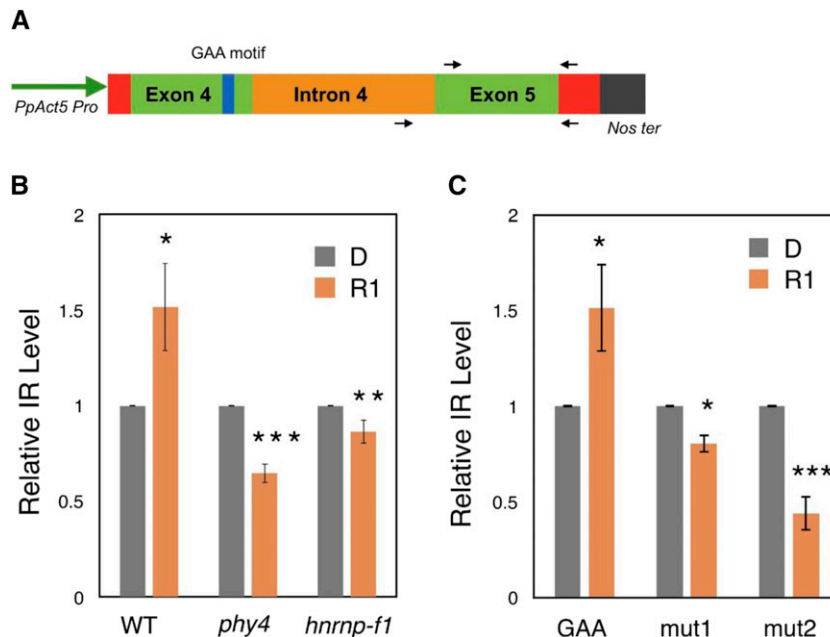 A
GAA motif
PpAct5 Pro
Exon 4
Intron 4
Exon 5
Nos ter
B
Relative IR Level
2
1.5
1
0.5
0
D
R1
*
***
**
WT
phy4
hnrnp-f1
C
Relative IR Level
2
1.5
1
0.5
0
D
R1
*
*
***
GAA
mut1
mut2